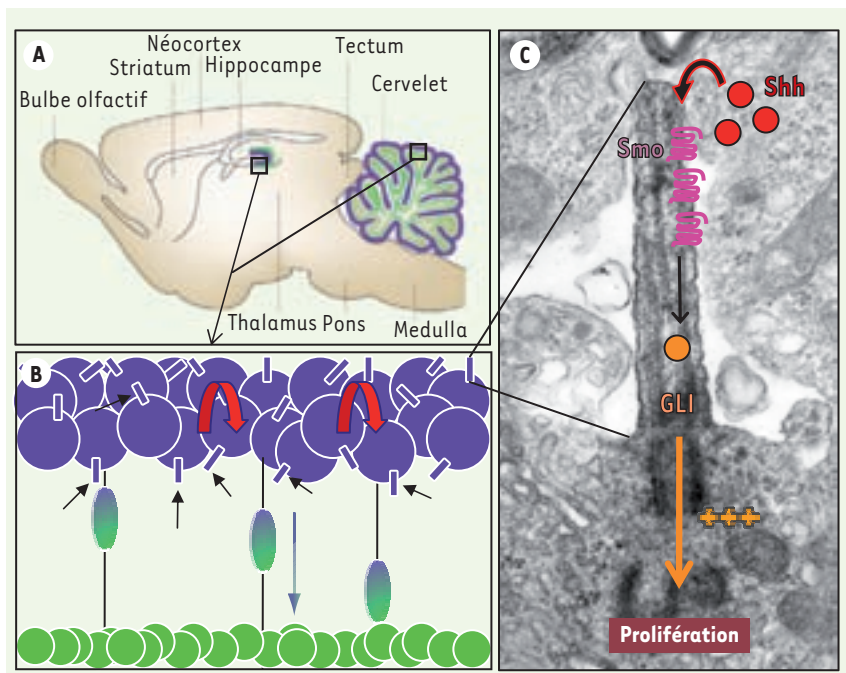 A
Néocortex
Tectum
Striatum
Hippocampe
Cervelet
Bulbe olfactif
Thalamus
Pons
Medulla
B
C
Shh
Smo
GLI
+++
Prolifération